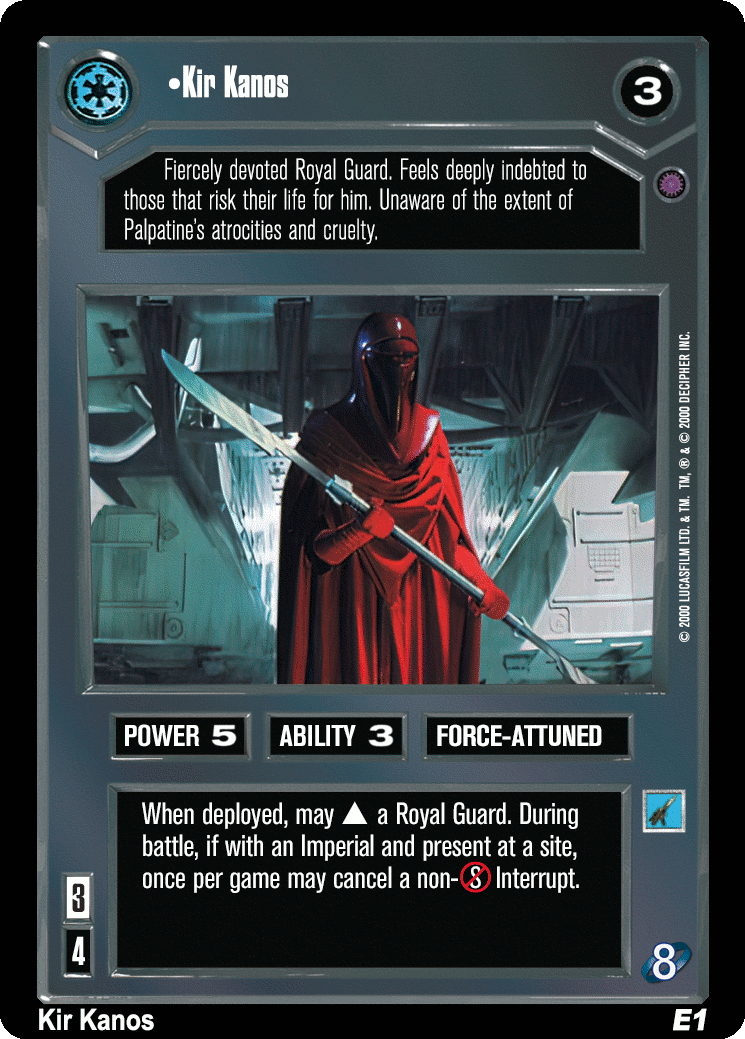 •Kir Kanos
3
Fiercely devoted Royal Guard. Feels deeply indebted to
those that risk their life for him. Unaware of the extent of
Palpatine's atrocities and cruelty.
© 2000 LUCASFILM LTD. & TM. TM, ® & © 2000 DECIPHER INC.
POWER 5
ABILITY 3
FORCE-ATTUNED
When deployed, may ▲ a Royal Guard. During
battle, if with an Imperial and present at a site,
once per game may cancel a non-8 Interrupt.
3
4
8
Kir Kanos
E1